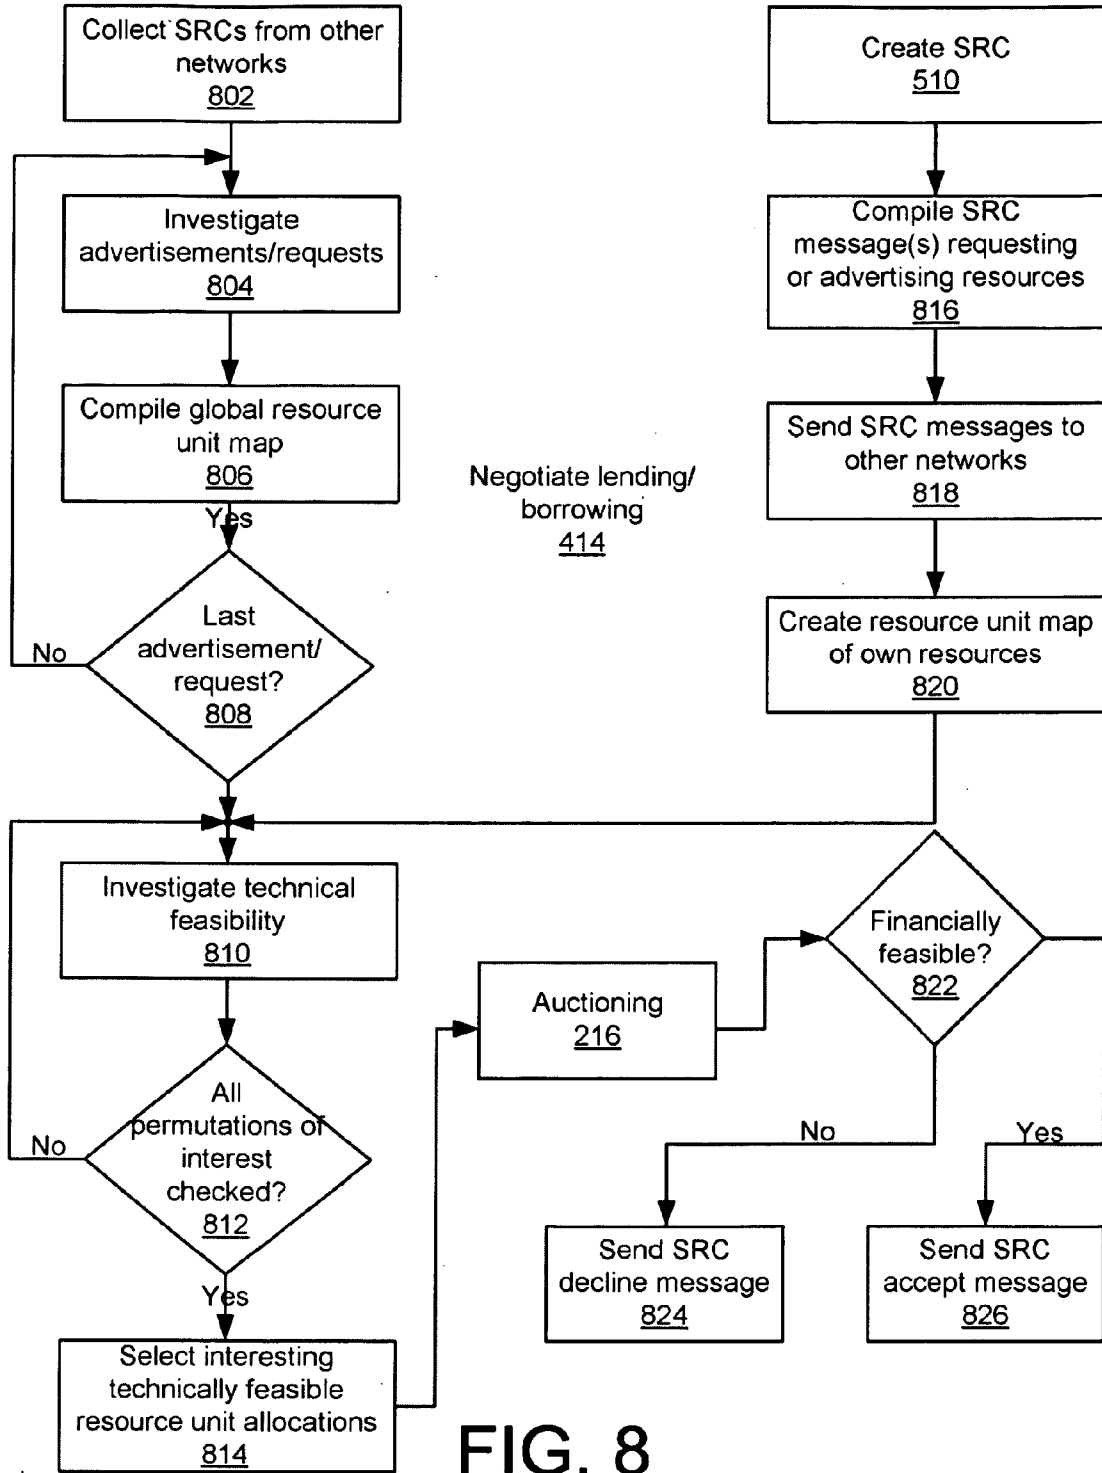 Collect SRCs from other
networks
802
Investigate
advertisements/requests
804
Compile global resource
unit map
806
Yes
Last
advertisement/
request?
808
No
Investigate technical
feasibility
810
All
permutations of
interest
checked?
812
No
Yes
Select interesting
technically feasible
resource unit allocations
814
Negotiate lending/
borrowing
414
Auctioning
216
Create SRC
510
Compile SRC
message(s) requesting
or advertising resources
816
Send SRC messages to
other networks
818
Create resource unit map
of own resources
820
Financially
feasible?
822
No
Yes
Send SRC
decline message
824
Send SRC
accept message
826
FIG. 8